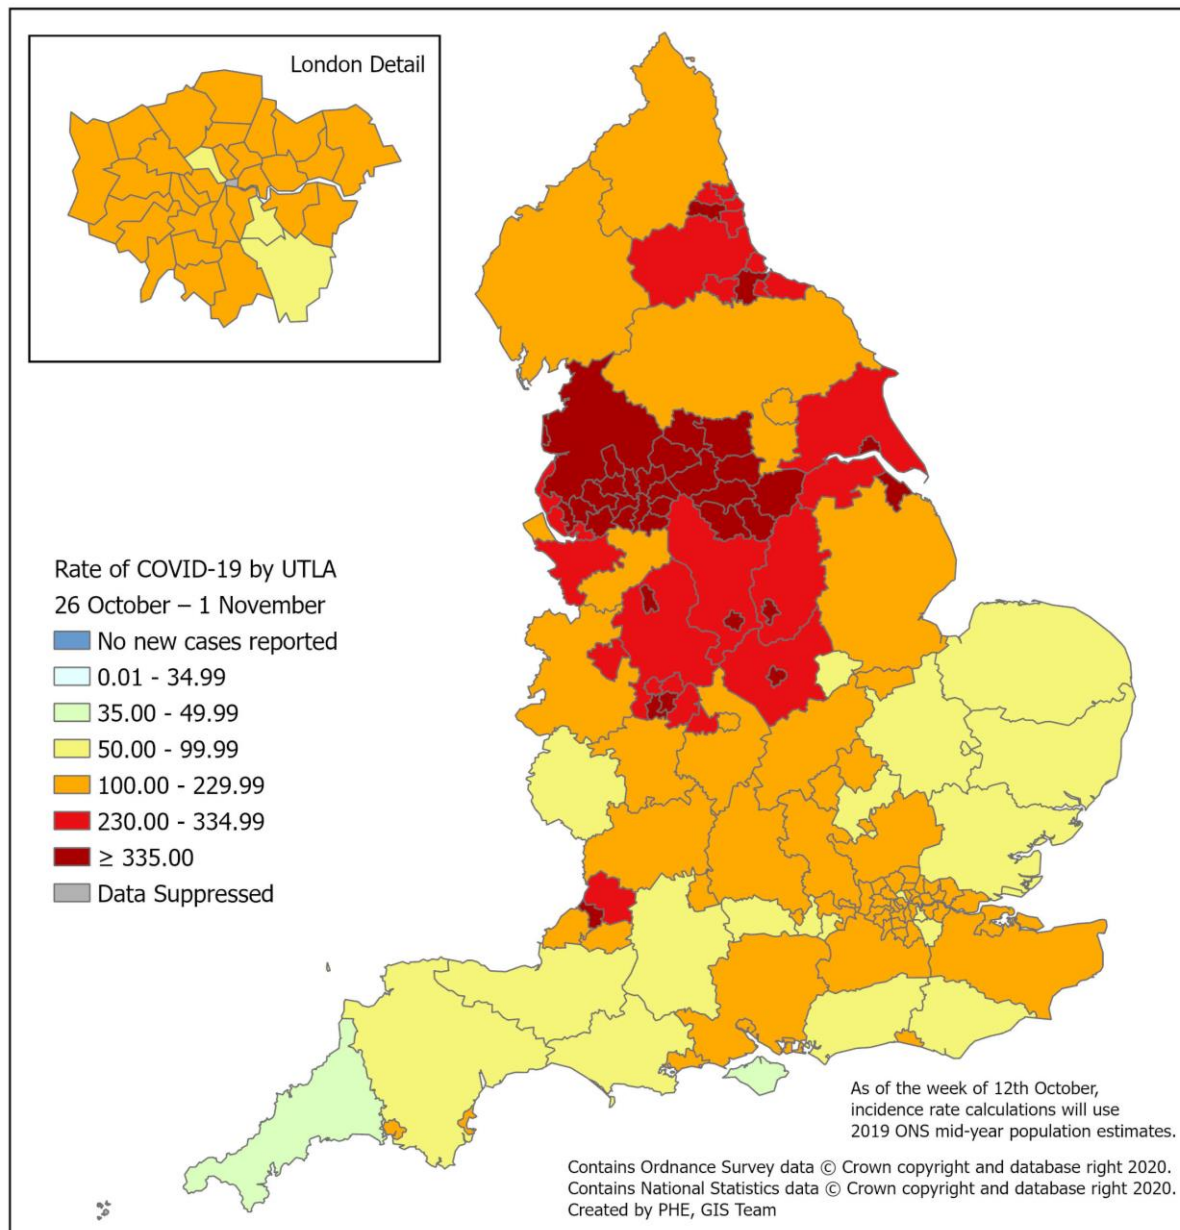 London Detail
Rate of COVID-19 by UTLA
26 October – 1 November
No new cases reported
0.01 - 34.99
35.00 - 49.99
50.00 - 99.99
100.00 - 229.99
230.00 - 334.99
≥ 335.00
Data Suppressed
As of the week of 12th October,
incidence rate calculations will use
2019 ONS mid-year population estimates.
Contains Ordnance Survey data © Crown copyright and database right 2020.
Contains National Statistics data © Crown copyright and database right 2020.
Created by PHE, GIS Team